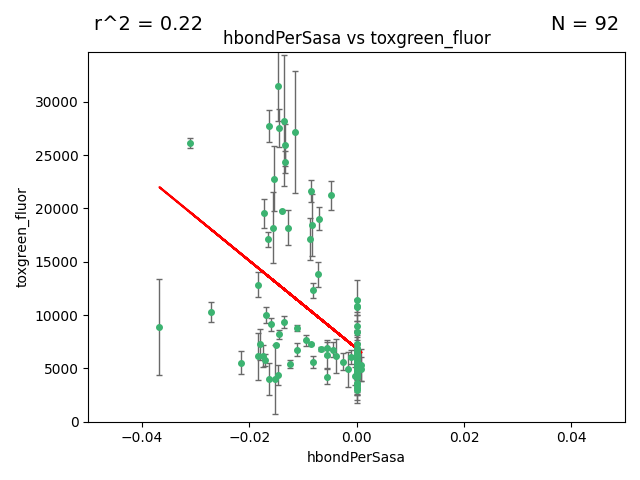 r^2 = 0.22
N = 92
hbondPerSasa vs toxgreen_fluor
30000
25000
20000
15000
10000
5000
0
toxgreen_fluor
−0.04
−0.02
0.00
0.02
0.04
hbondPerSasa